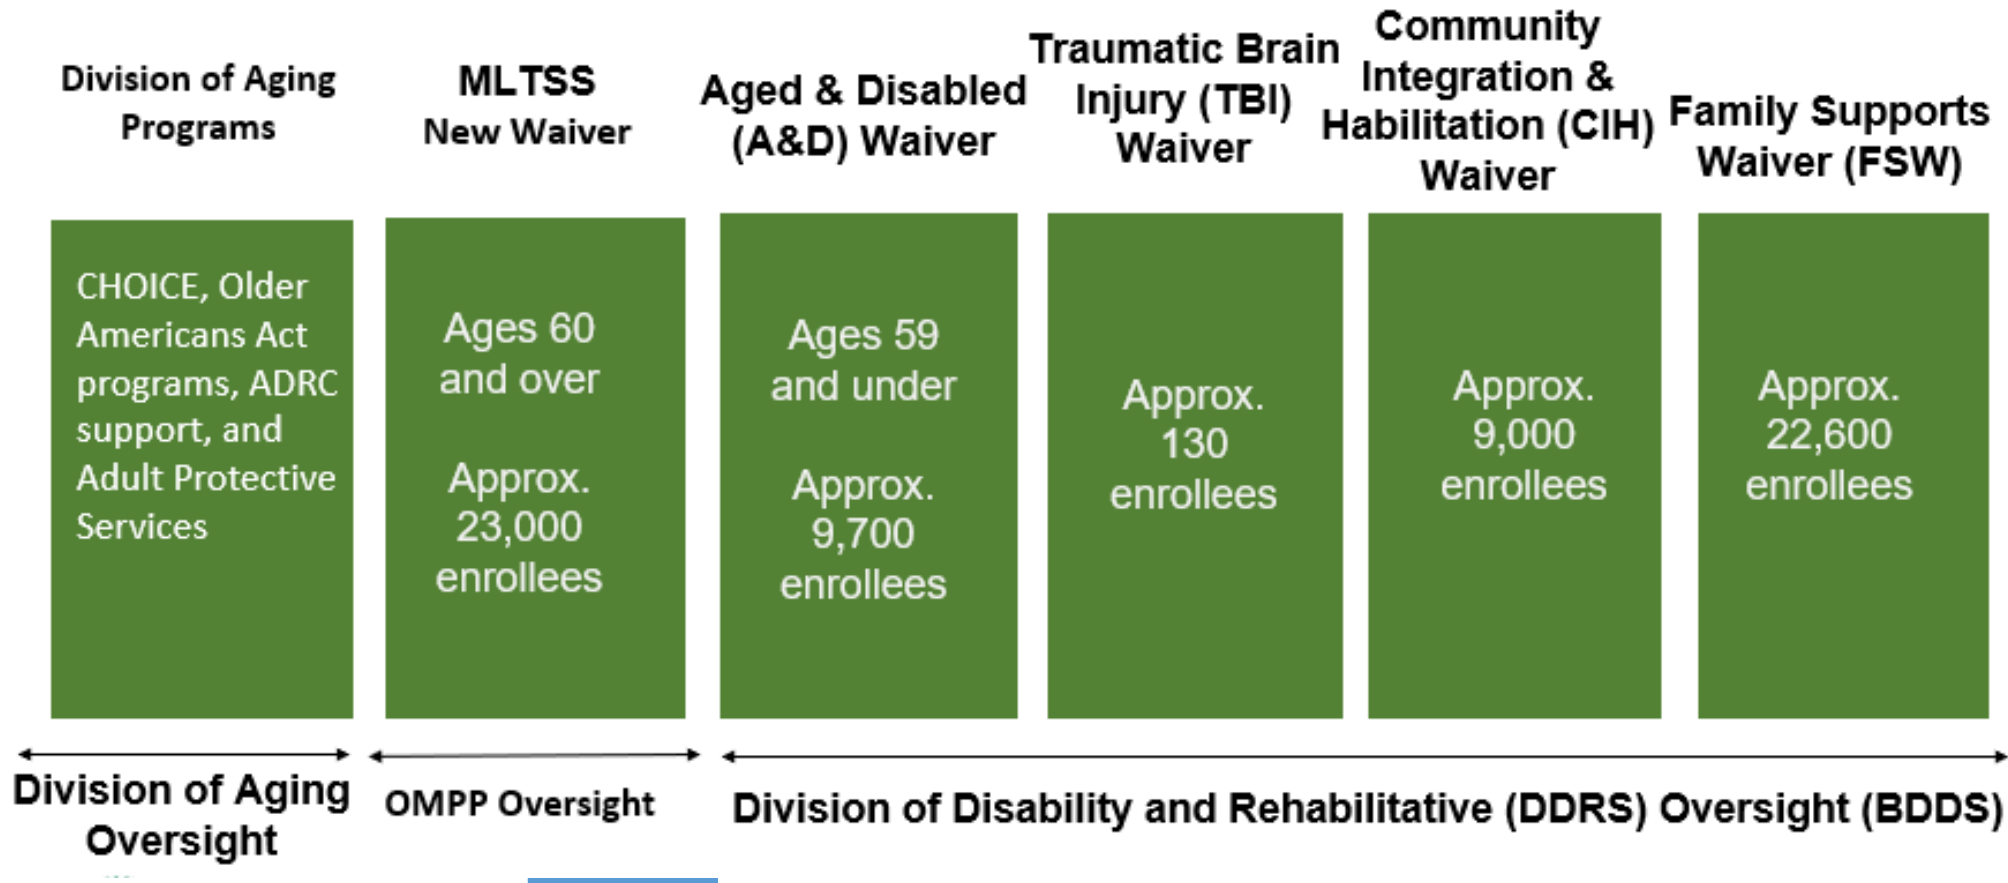 Division of Aging
Programs
MLTSS
New Waiver
Aged & Disabled
(A&D) Waiver
Traumatic Brain
Injury (TBI)
Waiver
Community
Integration &
Habilitation (CIH)
Waiver
Family Supports
Waiver (FSW)
CHOICE, Older
Americans Act
programs, ADRC
support, and
Adult Protective
Services
Ages 60
and over
Approx.
23,000
enrollees
Ages 59
and under
Approx.
9,700
enrollees
Approx.
130
enrollees
Approx.
9,000
enrollees
Approx.
22,600
enrollees
Division of Aging
Oversight
OMPP Oversight
Division of Disability and Rehabilitative (DDRS) Oversight (BDDS)